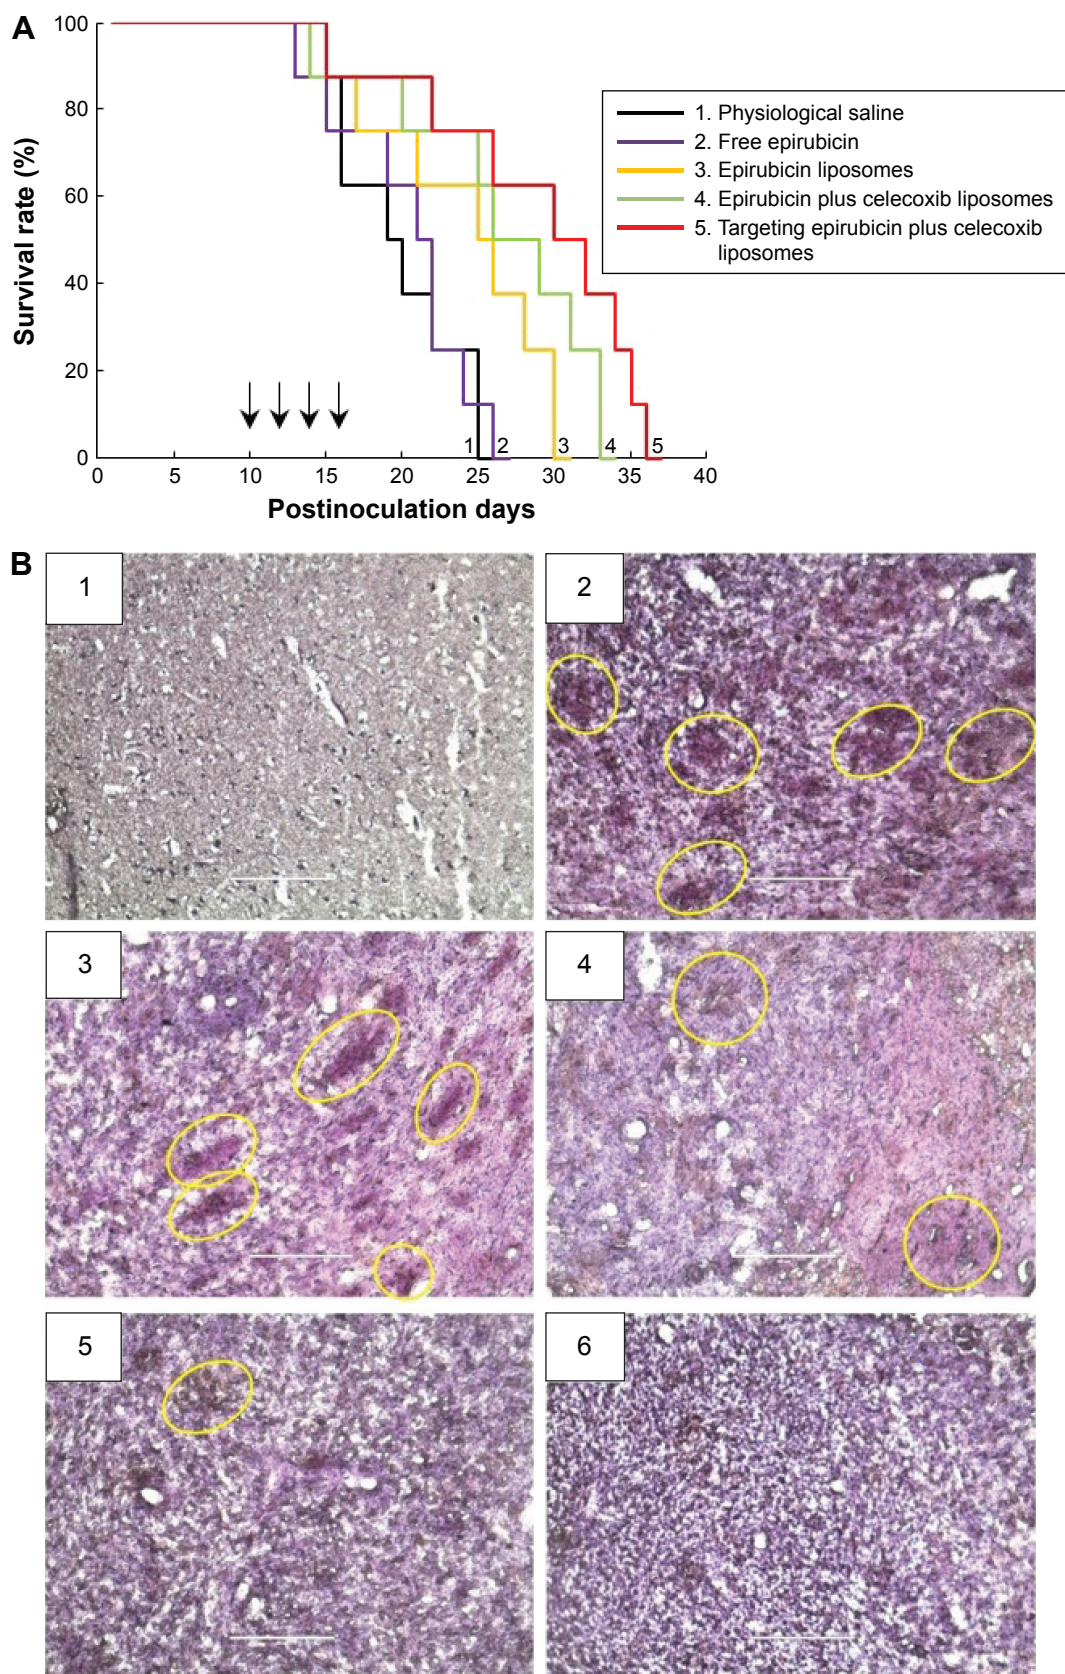 A
Survival rate (%)
100
80
60
40
20
0
0 5 10 15 20 25 30 35 40
Postinoculation days
1 2 3 4 5
1. Physiological saline
2. Free epirubicin
3. Epirubicin liposomes
4. Epirubicin plus celecoxib liposomes
5. Targeting epirubicin plus celecoxib
liposomes
B
1
2
3
4
5
6